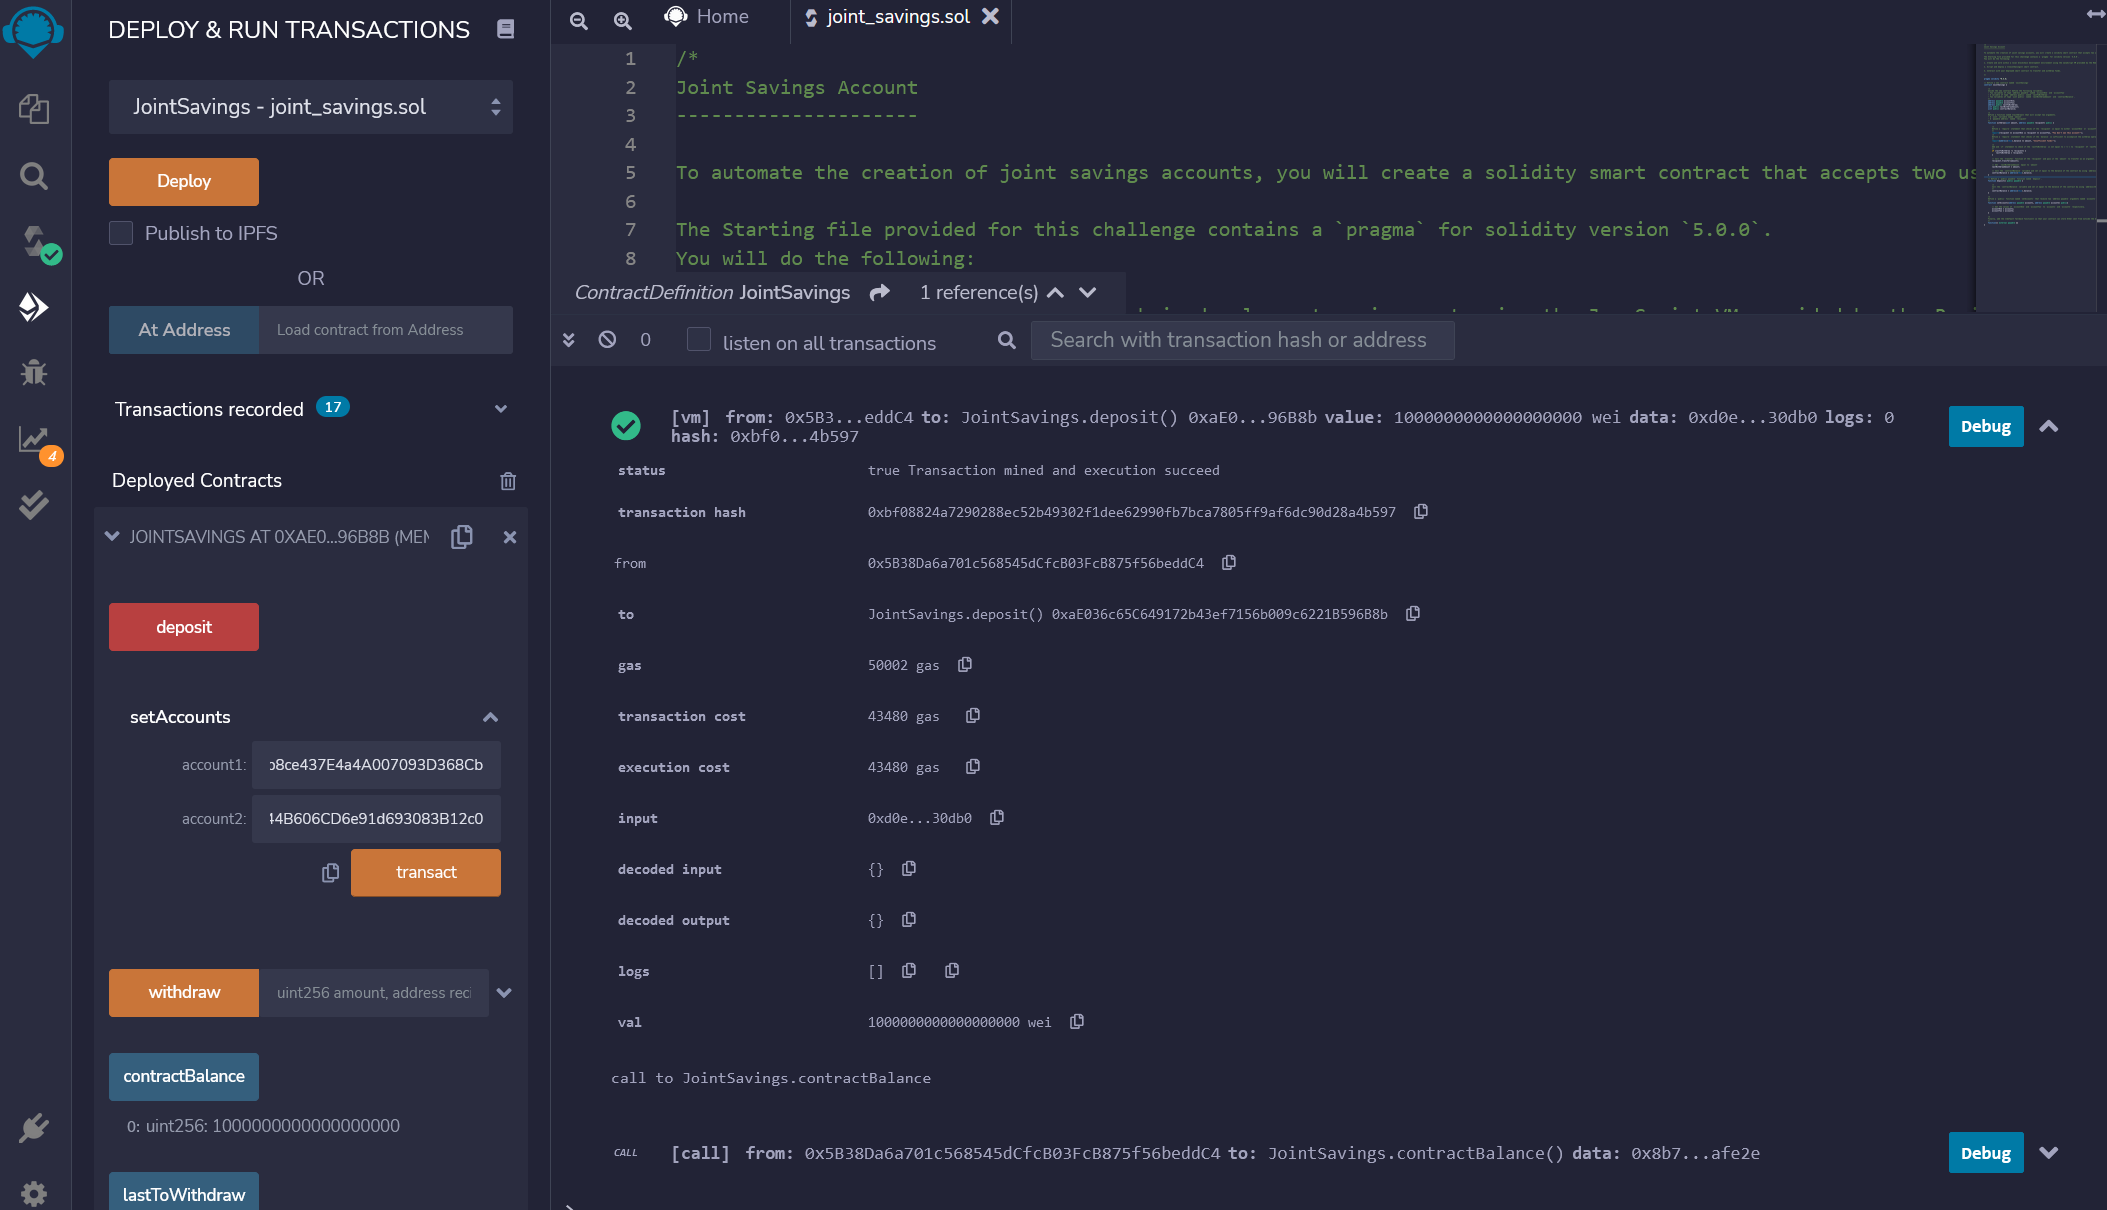 DEPLOY & RUN TRANSACTIONS
JointSavings - joint_savings.sol
Deploy
Publish to IPFS
OR
At Address
Load contract from Address
Transactions recorded 17
Deployed Contracts
JOINTSAVINGS AT 0XAE0...96B8B (MEM
deposit
setAccounts
account1: b8ce437E4a4A007093D368Cb
account2: 44B606CD6e91d693083B12c0
transact
withdraw
uint256 amount, address reci
contractBalance
0: uint256: 1000000000000000000
lastToWithdraw
4
Home
joint_savings.sol
1 /*
2 Joint Savings Account
3 ---------------------
4
5 To automate the creation of joint savings accounts, you will create a solidity smart contract that accepts two us
6
7 The Starting file provided for this challenge contains a `pragma` for solidity version `5.0.0`.
8 You will do the following:
ContractDefinition JointSavings 1 reference(s)
0 listen on all transactions
Search with transaction hash or address
[vm] from: 0x5B3...eddC4 to: JointSavings.deposit() 0xaE0...96B8b value: 1000000000000000000 wei data: 0xd0e...30db0 logs: 0
hash: 0xbf0...4b597
Debug
status true Transaction mined and execution succeed
transaction hash 0xbf08824a7290288ec52b49302f1dee62990fb7bca7805ff9af6dc90d28a4b597
from 0x5B38Da6a701c568545dCfcB03FcB875f56beddC4
to JointSavings.deposit() 0xaE036c65C649172b43ef7156b009c6221B596B8b
gas 50002 gas
transaction cost 43480 gas
execution cost 43480 gas
input 0xd0e...30db0
decoded input {}
decoded output {}
logs []
val 1000000000000000000 wei
call to JointSavings.contractBalance
CALL [call] from: 0x5B38Da6a701c568545dCfcB03FcB875f56beddC4 to: JointSavings.contractBalance() data: 0x8b7...afe2e
Debug